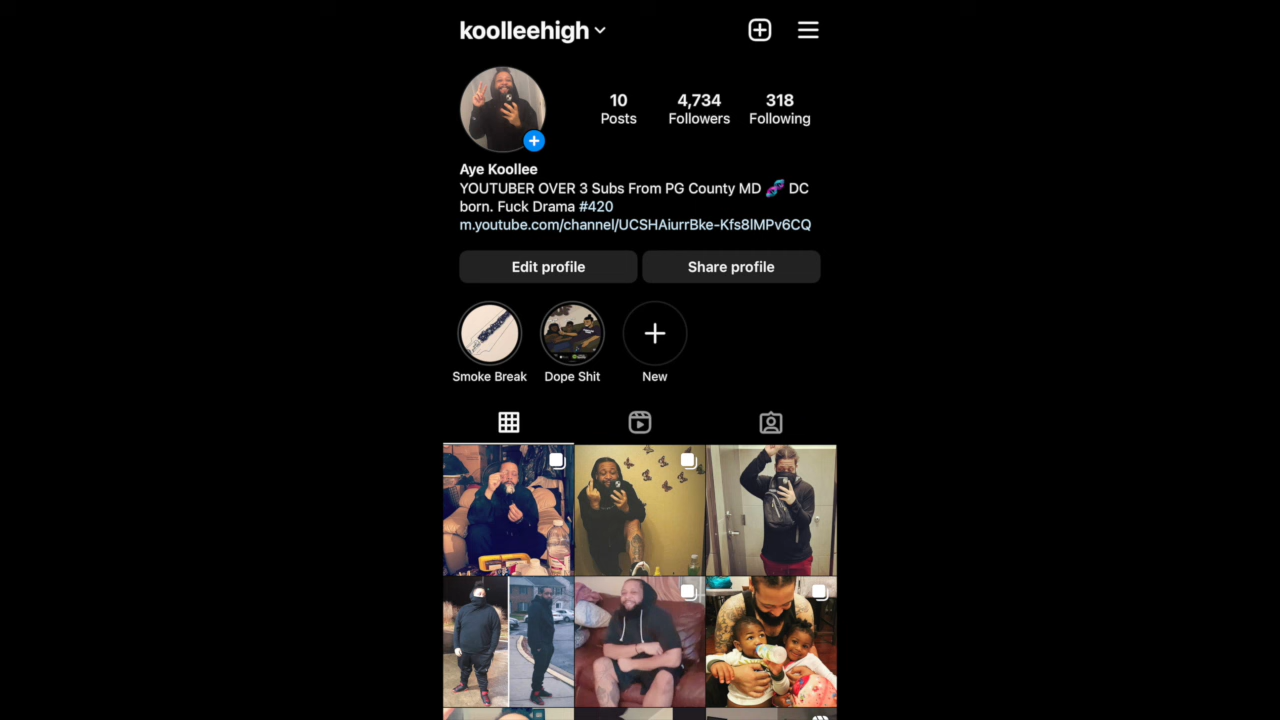 koolleehigh
10 4,734 318
Posts Followers Following
Aye Koollee
YOUTUBER OVER 3 Subs From PG County MD 🧬 DC
born. Fuck Drama #420
m.youtube.com/channel/UCSHAiurrBke-Kfs8lMPv6CQ
Edit profile Share profile
Smoke Break Dope Shit New